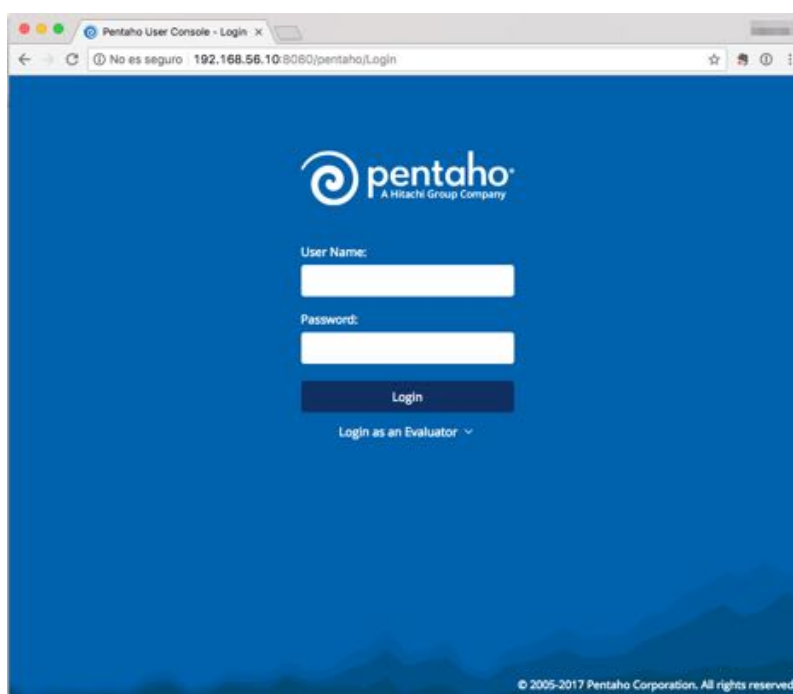 Pentaho User Console - Login
No es seguro 192.168.56.10:8080/pentaho/Login
pentaho®
A Hitachi Group Company
User Name:
Password:
Login
Login as an Evaluator
© 2005-2017 Pentaho Corporation. All rights reserved